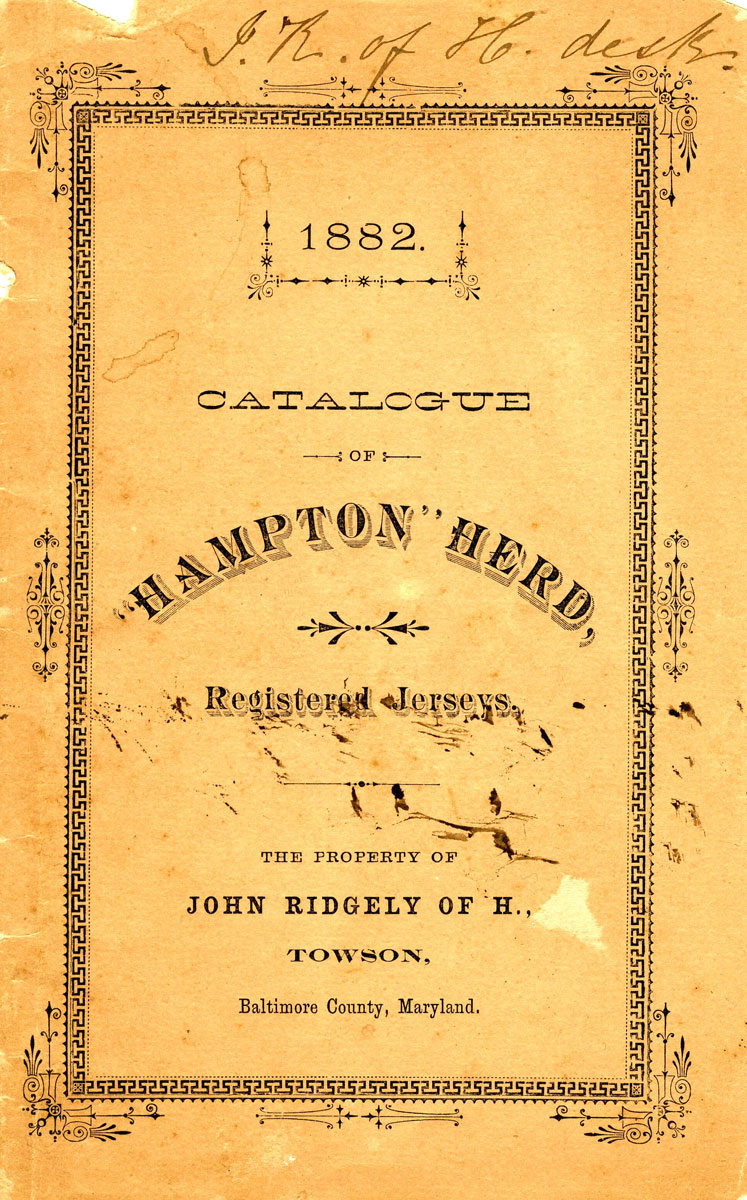 J. R. of H. desk.
1882.
CATALOGUE
OF
"HAMPTON" HERD,
Registered Jerseys.
THE PROPERTY OF
JOHN RIDGELY OF H.,
TOWSON,
Baltimore County, Maryland.